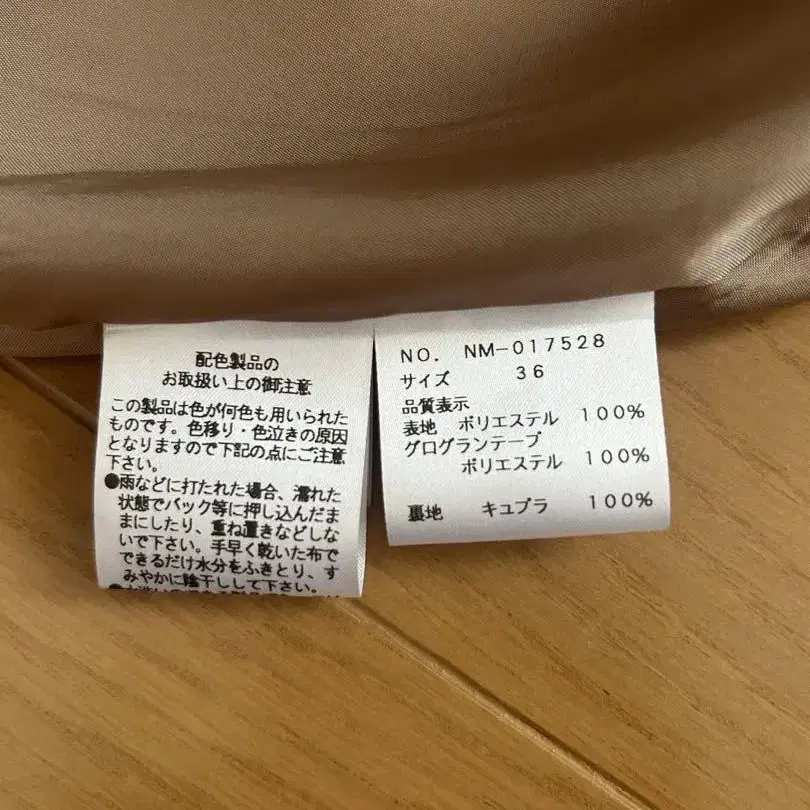 配色製品の
お取扱い上の御注意
この製品は色が何色も用いられた
ものです。色移り・色泣きの原因
となりますので下記の点にご注意
下さい。
●雨などに打たれた場合、濡れた
状態でバック等に押し込んだま
まにしたり、重ね置きなどしな
いで下さい。手早く乾いた布で
できるだけ水分をふきとり、す
みやかに陰干しして下さい。
NO. NM-017528
サイズ 36
品質表示
表地 ポリエステル 100%
グログランテープ
ポリエステル 100%
裏地 キュプラ 100%